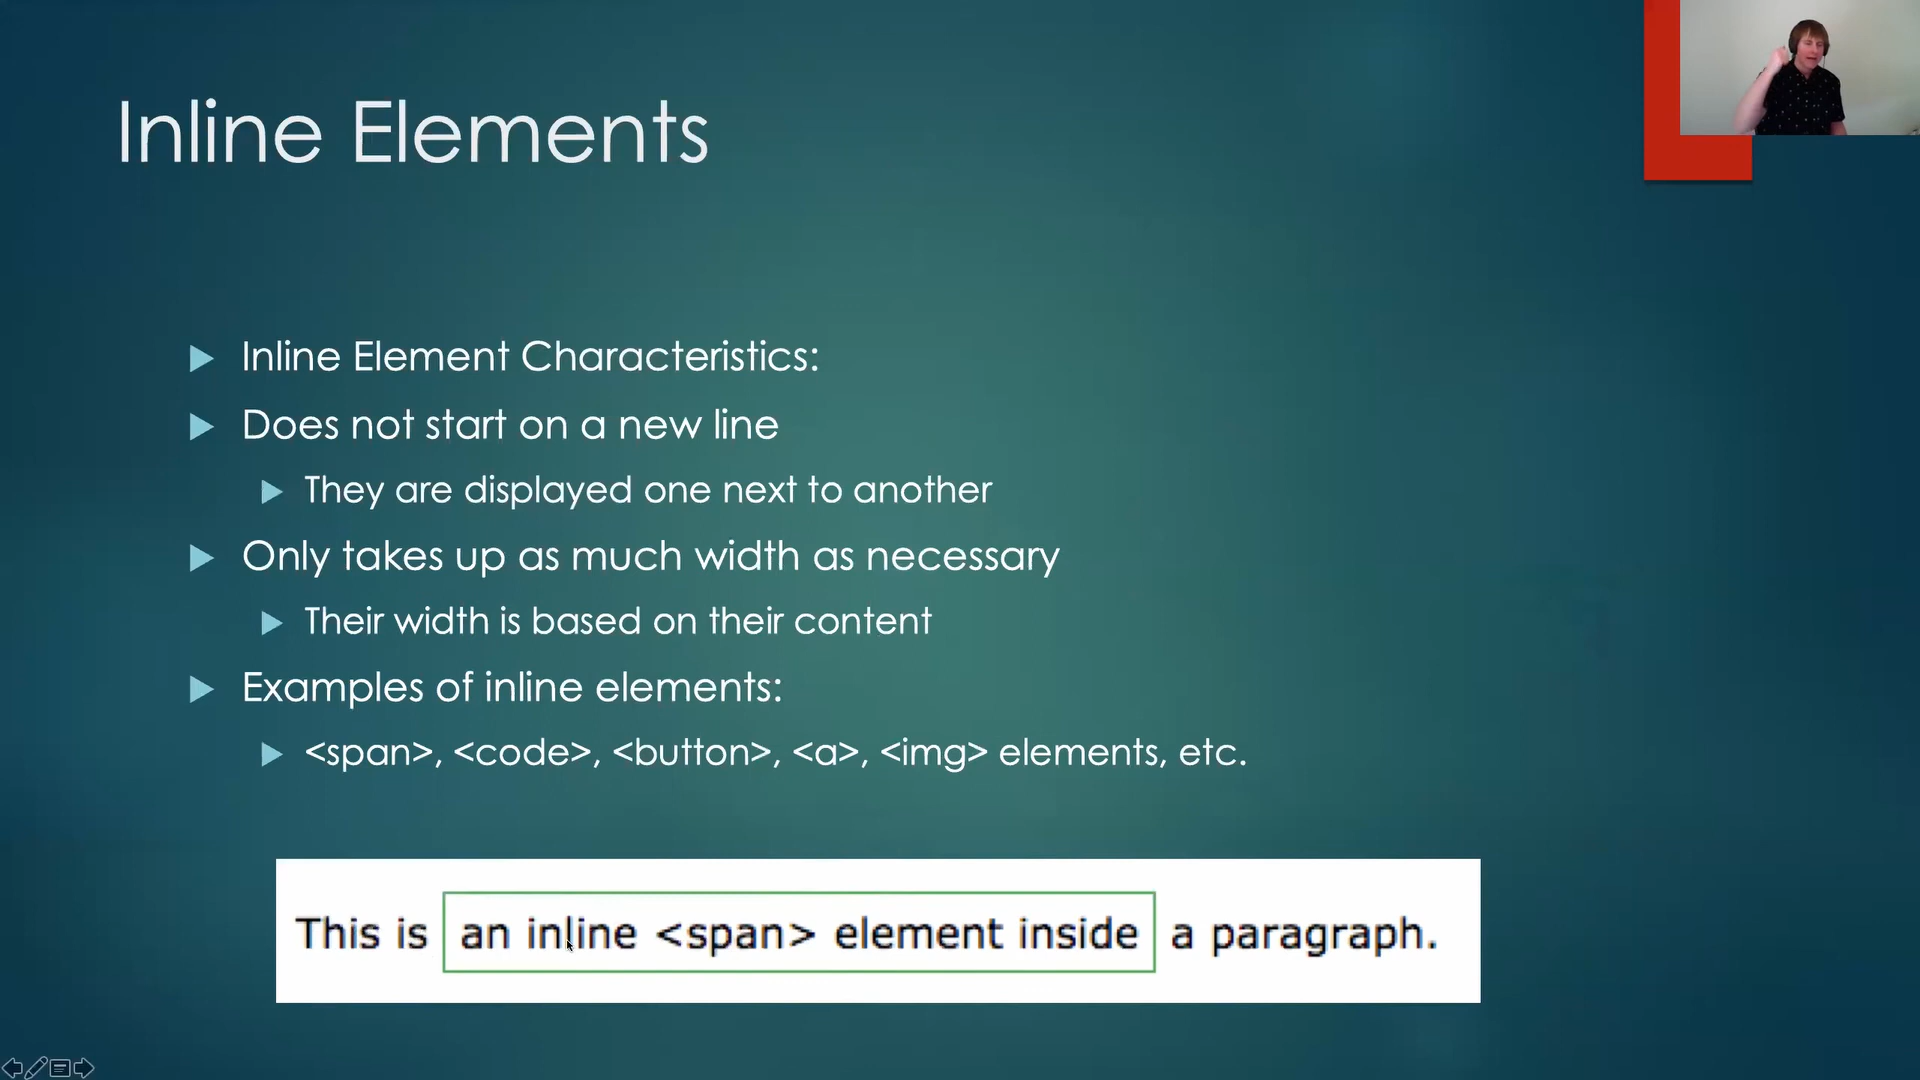 Inline Elements
Inline Element Characteristics:
Does not start on a new line
They are displayed one next to another
Only takes up as much width as necessary
Their width is based on their content
Examples of inline elements:
<span>, <code>, <button>, <a>, <img> elements, etc.
This is an inline <span> element inside a paragraph.